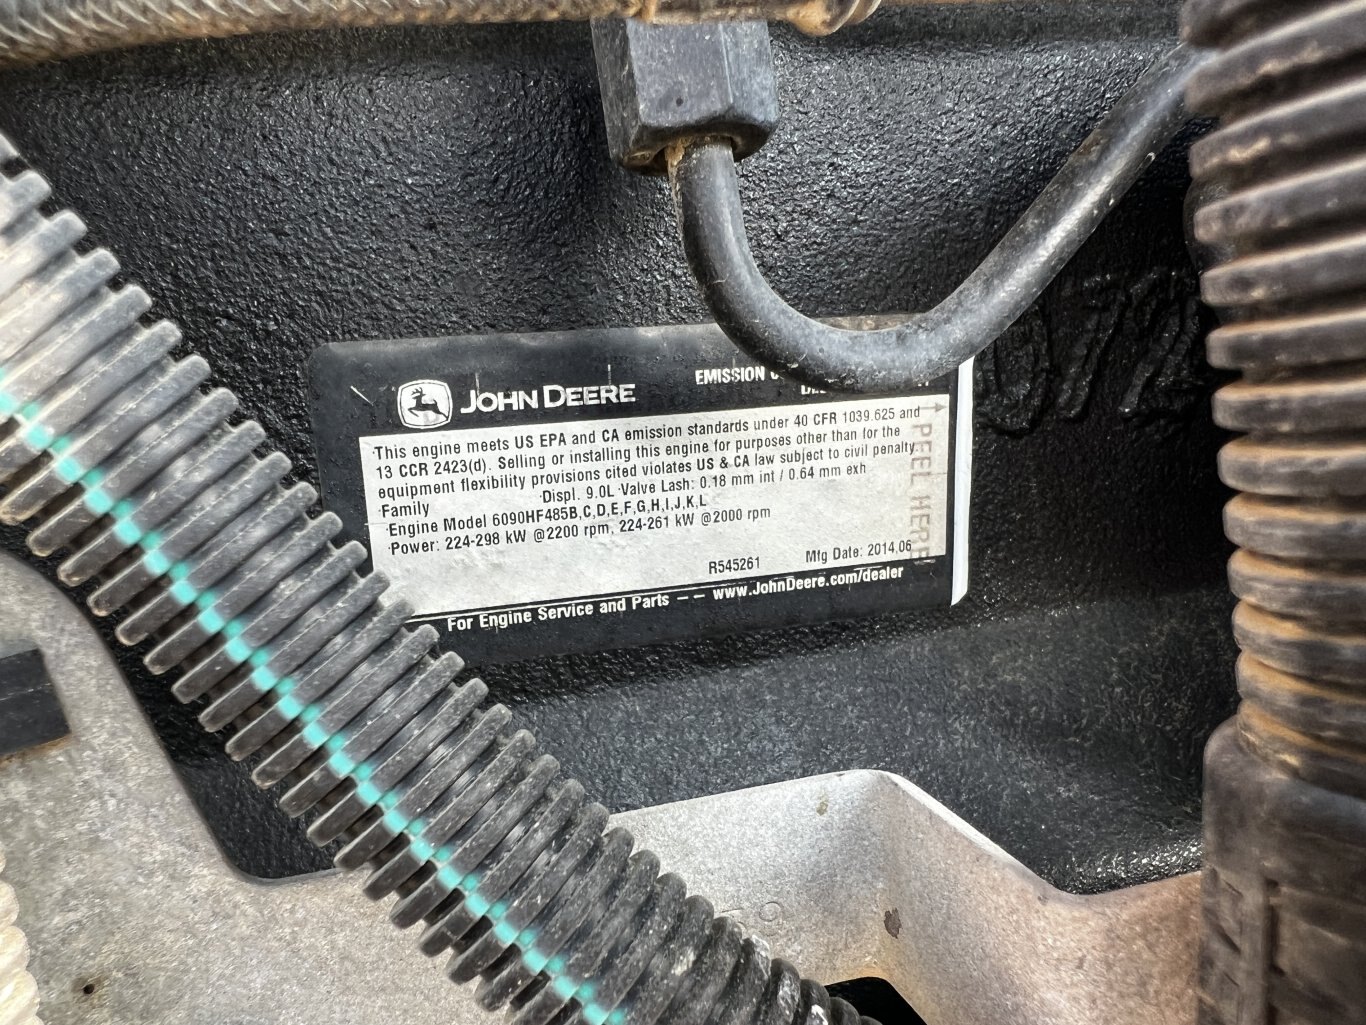 JOHN DEERE
EMISSION
This engine meets US EPA and CA emission standards under 40 CFR 1039.625 and
13 CCR 2423(d). Selling or installing this engine for purposes other than for the
equipment flexibility provisions cited violates US & CA law subject to civil penalty.
Family Displ. 9.0L Valve Lash: 0.18 mm int / 0.64 mm exh
Engine Model 6090HF485B,C,D,E,F,G,H,I,J,K,L
Power: 224-298 kW @2200 rpm, 224-261 kW @2000 rpm
R545261 Mfg Date: 2014.06
For Engine Service and Parts -- www.JohnDeere.com/dealer
PEEL HERE